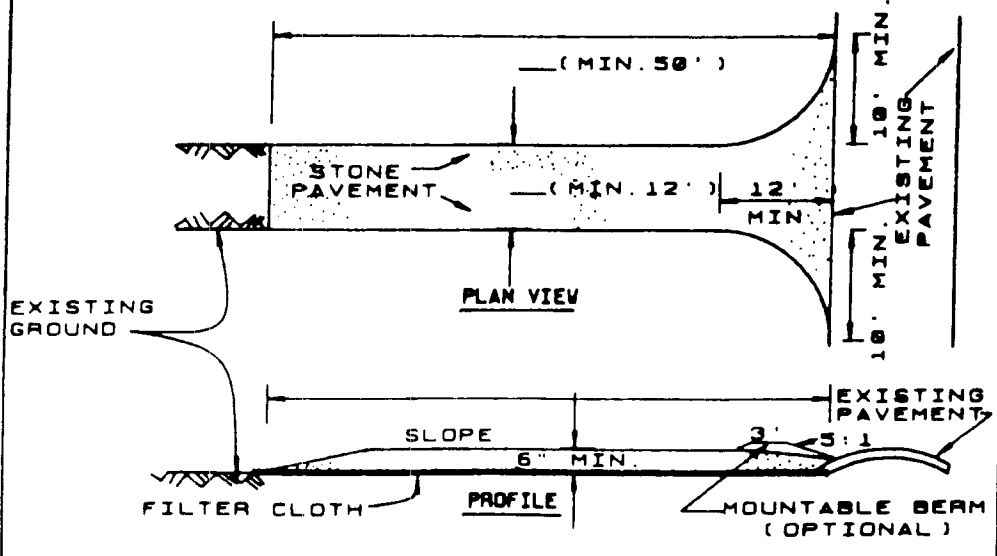 (MIN. 50')
10' MIN.
EXISTING
PAVEMENT
STONE
PAVEMENT
(MIN. 12')
12'
MIN
10' MIN.
PLAN VIEW
EXISTING
GROUND
EXISTING
PAVEMENT
SLOPE
3'
5:1
6" MIN.
FILTER CLOTH
PROFILE
MOUNTABLE BERM
(OPTIONAL)